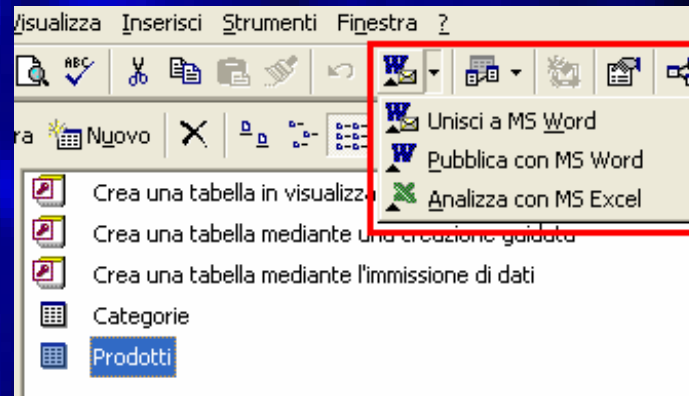 Visualizza Inserisci Strumenti Finestra ?
ABC
ra Nuovo
Unisci a MS Word
Pubblica con MS Word
Analizza con MS Excel
Crea una tabella in visualizza
Crea una tabella mediante una creazione guidata
Crea una tabella mediante l'immissione di dati
Categorie
Prodotti